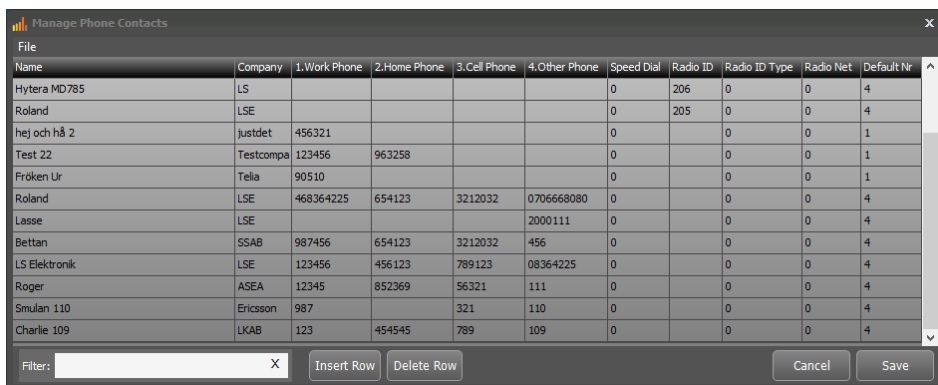 Manage Phone Contacts X
File
Name Company 1.Work Phone 2.Home Phone 3.Cell Phone 4.Other Phone Speed Dial Radio ID Radio ID Type Radio Net Default Nr
Hytera MD785 LS 0 206 0 0 4
Roland LSE 0 205 0 0 4
hej och hå 2 justdet 456321 0 0 0 1
Test 22 Testcompa 123456 963258 0 0 0 1
Fröken Ur Telia 90510 0 0 0 1
Roland LSE 468364225 654123 3212032 0706668080 0 0 0 4
Lasse LSE 2000111 0 0 0 4
Bettan SSAB 987456 654123 3212032 456 0 0 0 4
LS Elektronik LSE 123456 456123 789123 08364225 0 0 0 4
Roger ASEA 12345 852369 56321 111 0 0 0 4
Smulan 110 Ericsson 987 321 110 0 0 0 4
Charlie 109 LKAB 123 454545 789 109 0 0 0 4
Filter: X Insert Row Delete Row Cancel Save